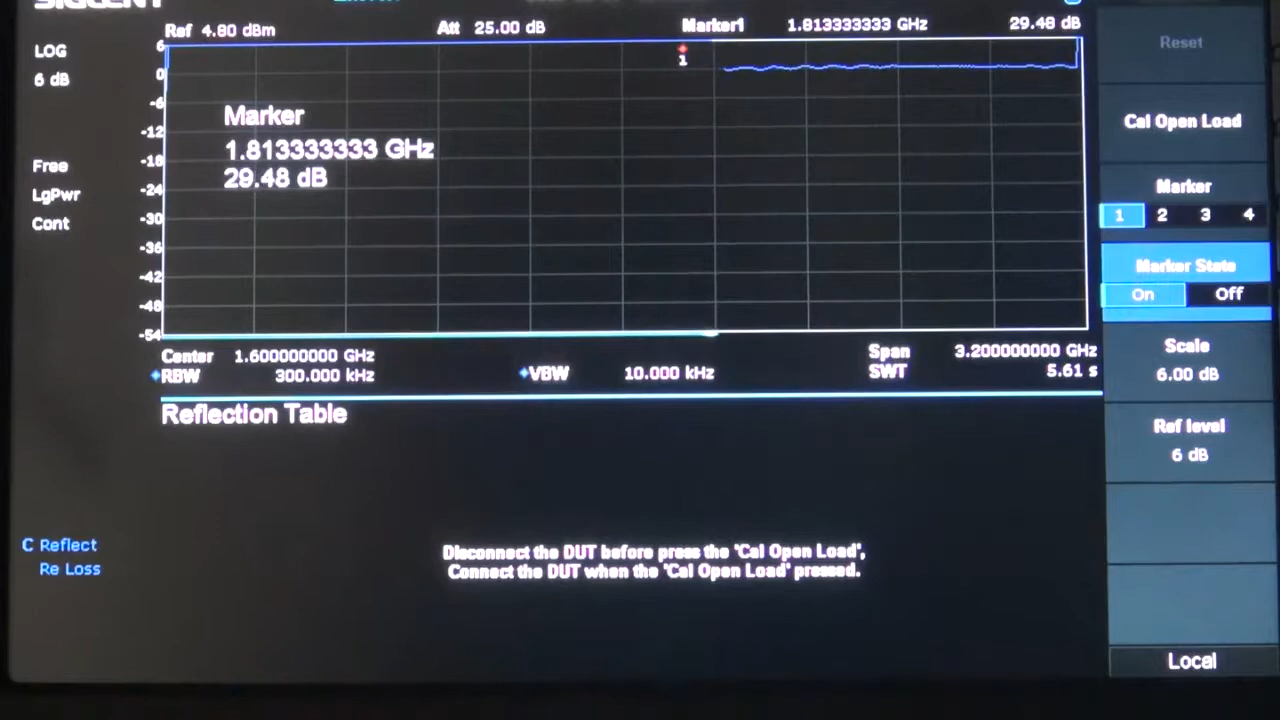 SIGLENT
Ref 4.80 dBm Att 25.00 dB Marker1 1.813333333 GHz 29.48 dB
LOG
6 dB
Free
LgPwr
Cont
6
0
-6
-12
-18
-24
-30
-36
-42
-48
-54
1
Marker
1.813333333 GHz
29.48 dB
Center 1.600000000 GHz Span 3.200000000 GHz
RBW 300.000 kHz VBW 10.000 kHz SWT 5.61 s
Reflection Table
Disconnect the DUT before press the 'Cal Open Load',
Connect the DUT when the 'Cal Open Load' pressed.
C Reflect
Re Loss
Reset
Cal Open Load
Marker
1 2 3 4
Marker State
On Off
Scale
6.00 dB
Ref level
6 dB
Local